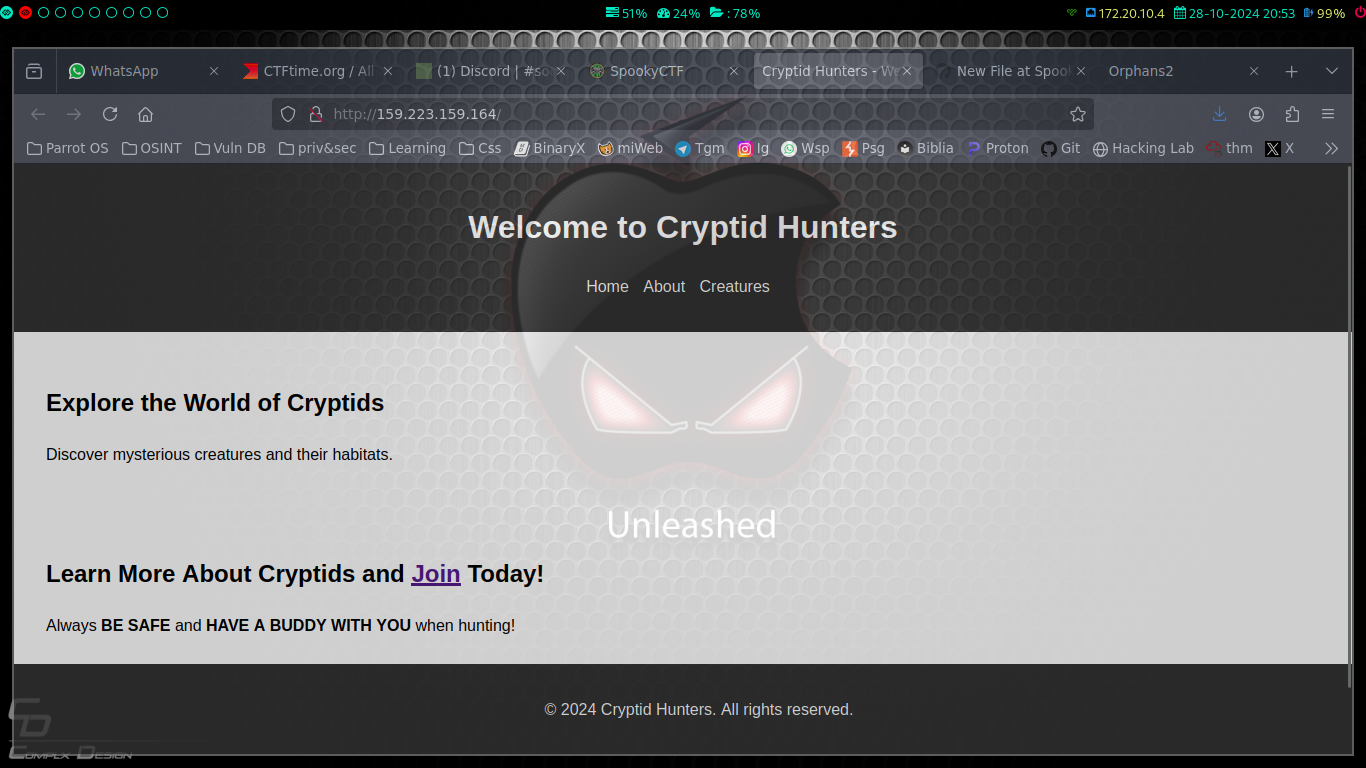 51% 24% : 78% 172.20.10.4 28-10-2024 20:53 99%
WhatsApp CTFtime.org / All (1) Discord | #so SpookyCTF Cryptid Hunters - We New File at Spoo Orphans2
http://159.223.159.164/
Parrot OS OSINT Vuln DB priv&sec Learning Css BinaryX miWeb Tgm Ig Wsp Psg Biblia Proton Git Hacking Lab thm X
Welcome to Cryptid Hunters
Home About Creatures
Explore the World of Cryptids
Discover mysterious creatures and their habitats.
Unleashed
Learn More About Cryptids and Join Today!
Always BE SAFE and HAVE A BUDDY WITH YOU when hunting!
© 2024 Cryptid Hunters. All rights reserved.
CD
Complx Design